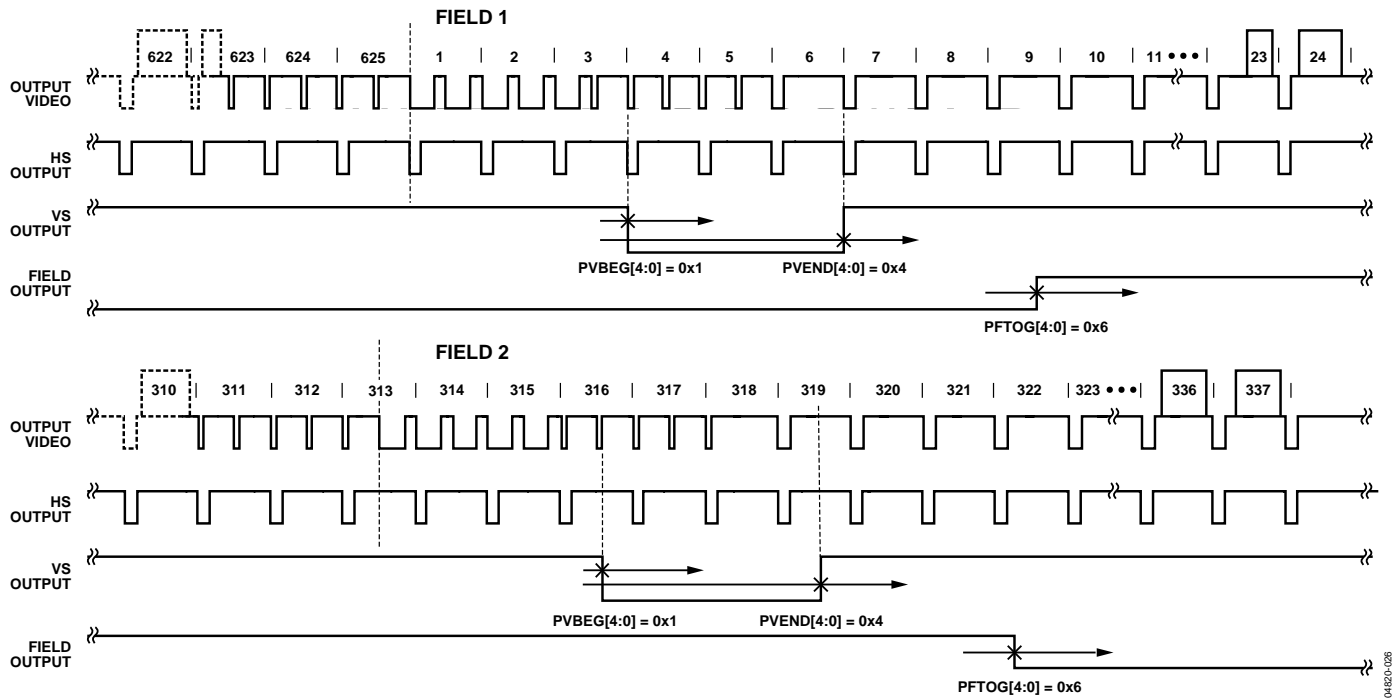 FIELD 1
622 623 624 625 1 2 3 4 5 6 7 8 9 10 11 ••• 23 24
OUTPUT
VIDEO
HS
OUTPUT
VS
OUTPUT
PVBEG[4:0] = 0x1 PVEND[4:0] = 0x4
FIELD
OUTPUT
PFTOG[4:0] = 0x6
FIELD 2
310 311 312 313 314 315 316 317 318 319 320 321 322 323 ••• 336 337
OUTPUT
VIDEO
HS
OUTPUT
VS
OUTPUT
PVBEG[4:0] = 0x1 PVEND[4:0] = 0x4
FIELD
OUTPUT
PFTOG[4:0] = 0x6
04820-026